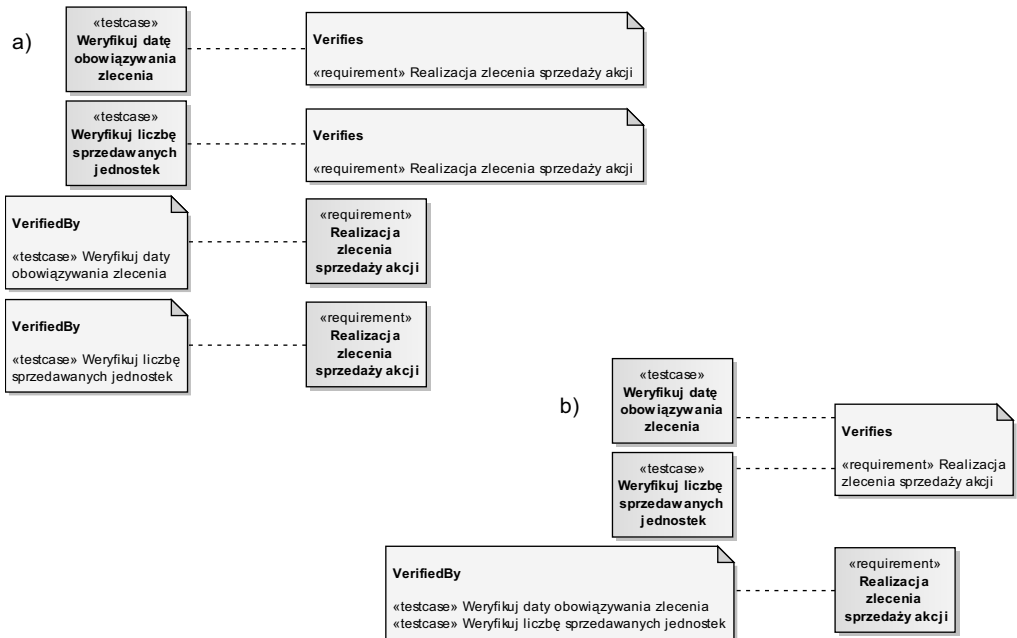 a)
«testcase»
Weryfikuj datę
obowiązywania
zlecenia
Verifies
«requirement» Realizacja zlecenia sprzedaży akcji
«testcase»
Weryfikuj liczbę
sprzedawanych
jednostek
Verifies
«requirement» Realizacja zlecenia sprzedaży akcji
VerifiedBy
«testcase» Weryfikuj daty
obowiązywania zlecenia
«requirement»
Realizacja
zlecenia
sprzedaży akcji
VerifiedBy
«testcase» Weryfikuj liczbę
sprzedawanych jednostek
«requirement»
Realizacja
zlecenia
sprzedaży akcji
b)
«testcase»
Weryfikuj datę
obowiązywania
zlecenia
«testcase»
Weryfikuj liczbę
sprzedawanych
jednostek
Verifies
«requirement» Realizacja
zlecenia sprzedaży akcji
VerifiedBy
«testcase» Weryfikuj daty obowiązywania zlecenia
«testcase» Weryfikuj liczbę sprzedawanych jednostek
«requirement»
Realizacja
zlecenia
sprzedaży akcji